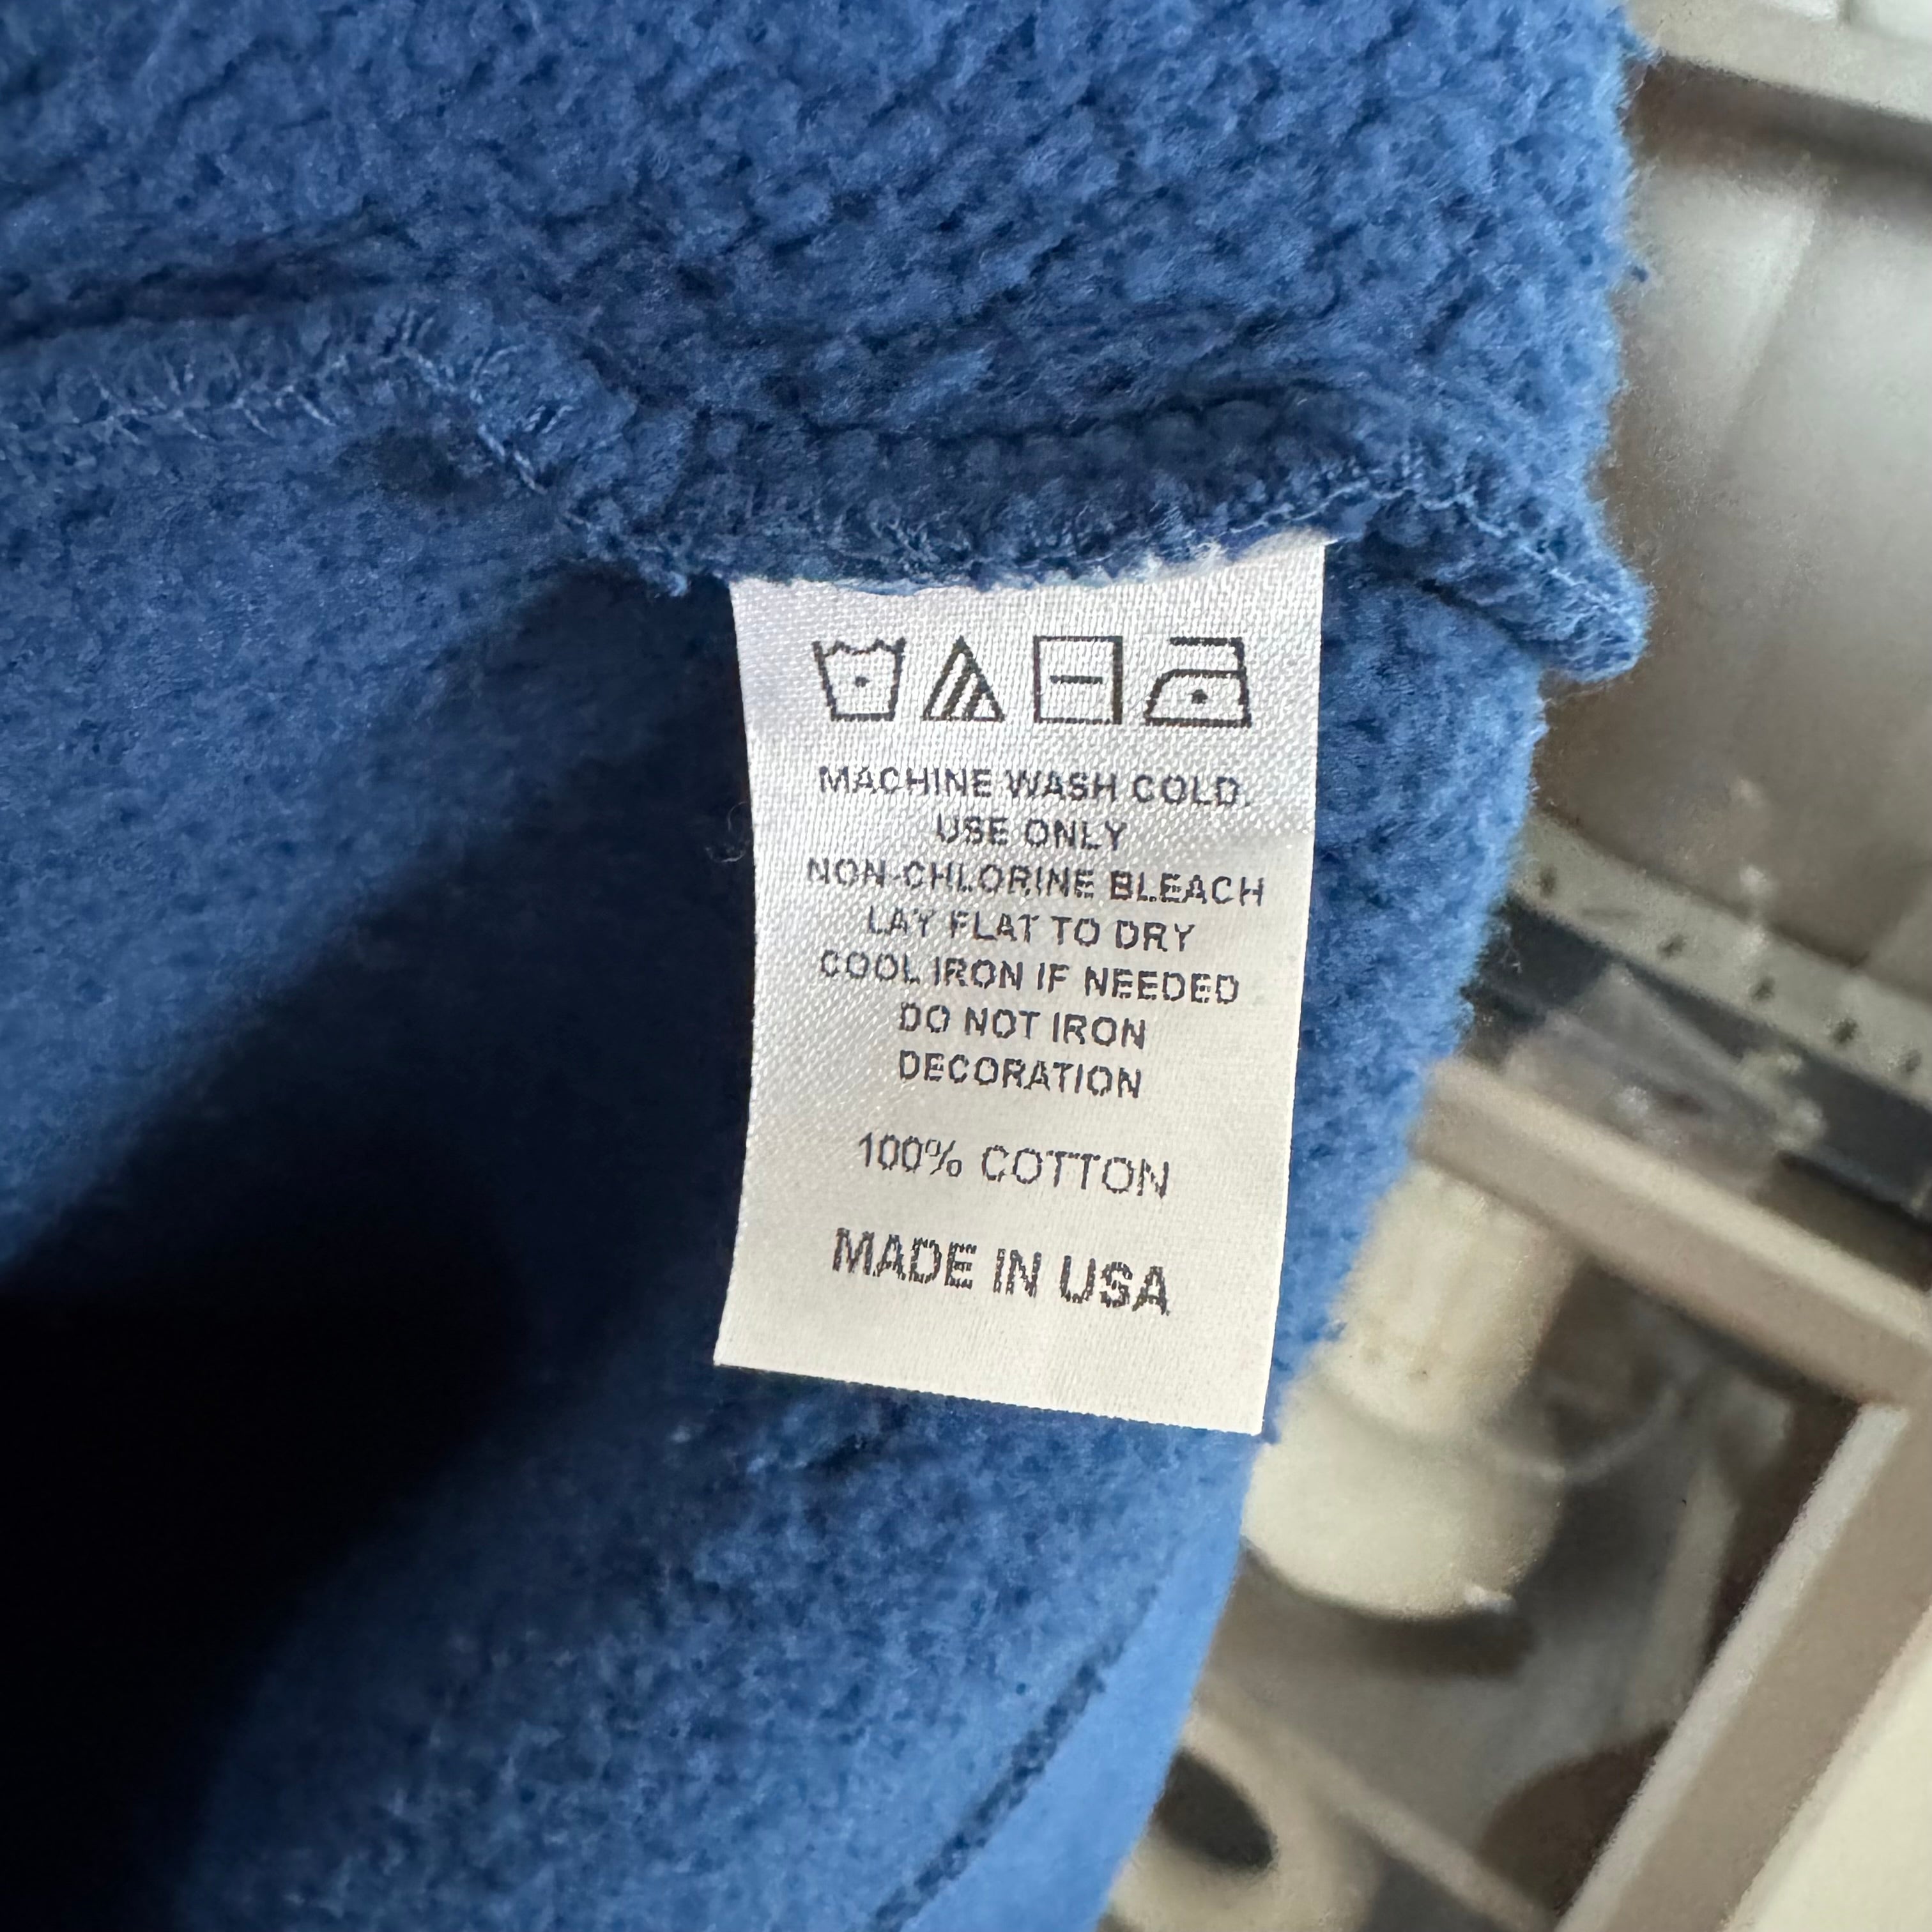 MACHINE WASH COLD.
USE ONLY
NON-CHLORINE BLEACH
LAY FLAT TO DRY
COOL IRON IF NEEDED
DO NOT IRON
DECORATION
100% COTTON
MADE IN USA